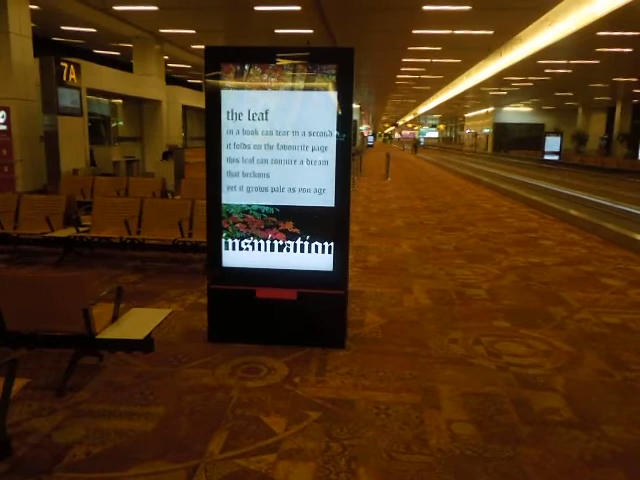 7A
the leaf
in a book can tear in a second
it folds on the favourite page
this leaf can conjure a dream
that beckons
yet it grows pale as you age
inspiration